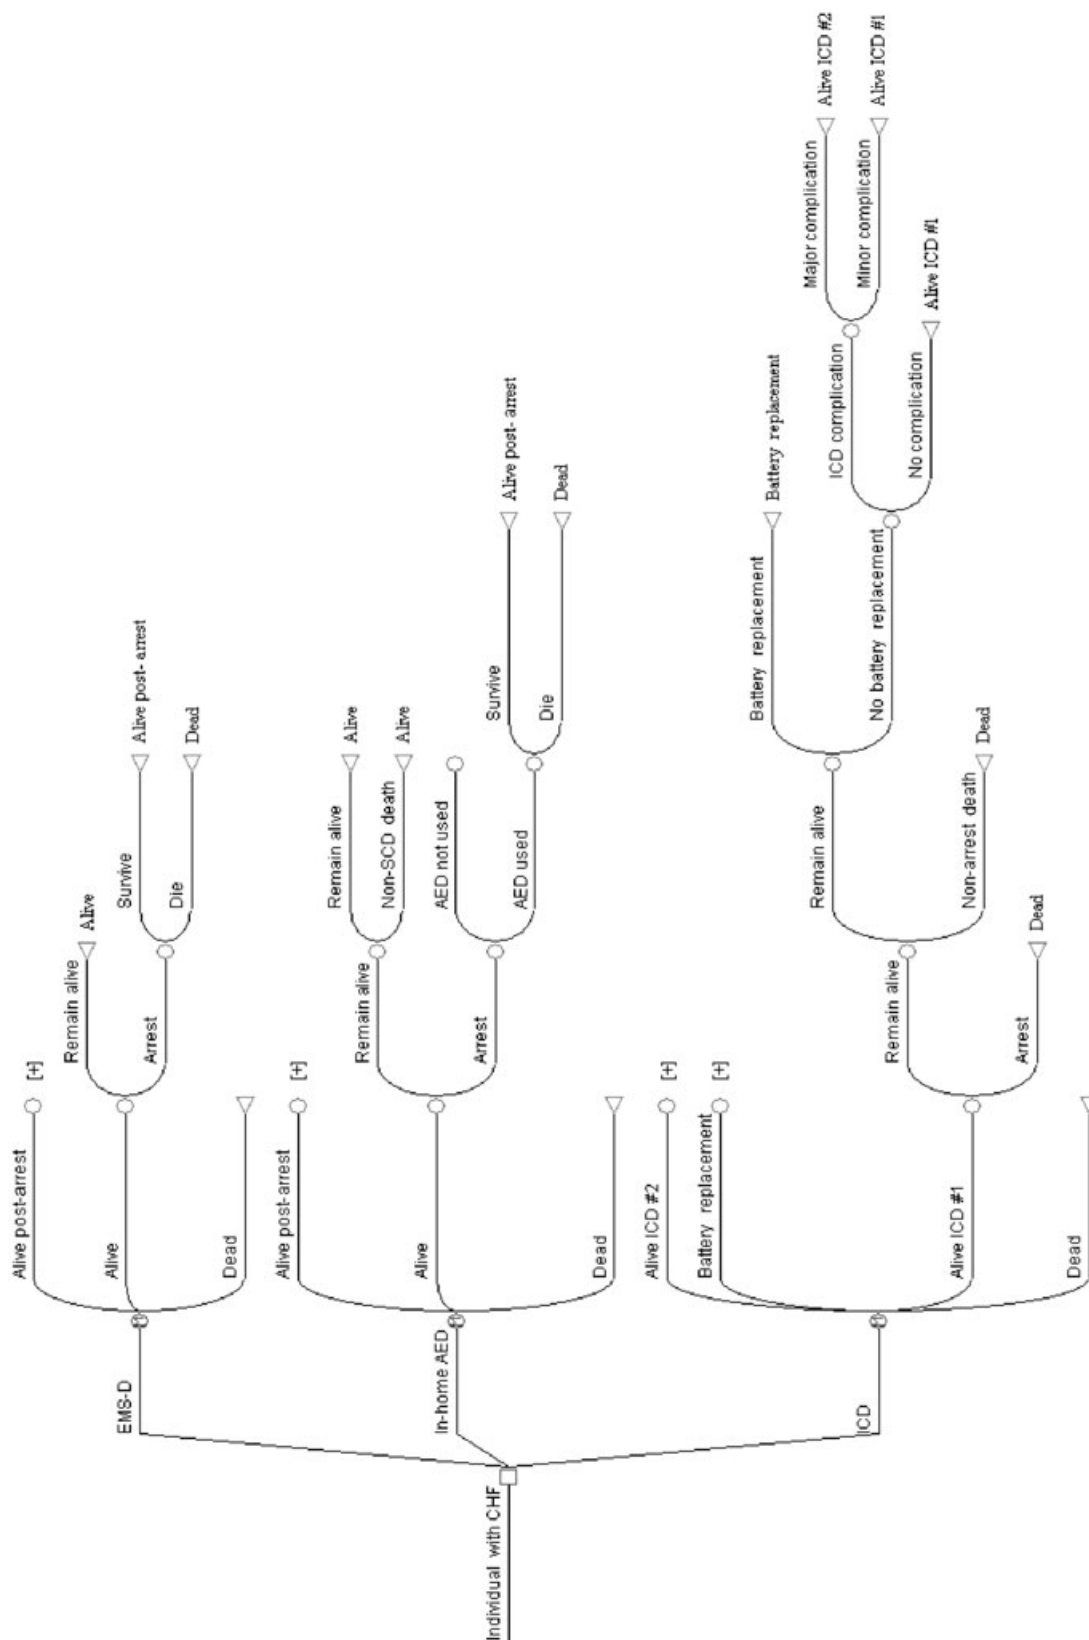 Individual with CHF
EMS-D
Alive post-arrest
[+]
Alive
Remain alive
Alive
Arrest
Survive
Alive post- arrest
Die
Dead
Dead
In-home AED
Alive post-arrest
[+]
Alive
Remain alive
Remain alive
Alive
Non-SCD death
Alive
Arrest
AED not used
AED used
Survive
Alive post- arrest
Die
Dead
Dead
ICD
Alive ICD #2
[+]
Battery replacement
[+]
Alive ICD #1
Remain alive
Remain alive
Battery replacement
Battery replacement
No battery replacement
ICD complication
Major complication
Alive ICD #2
Minor complication
Alive ICD #1
No complication
Alive ICD #1
Non-arrest death
Dead
Arrest
Dead
Dead